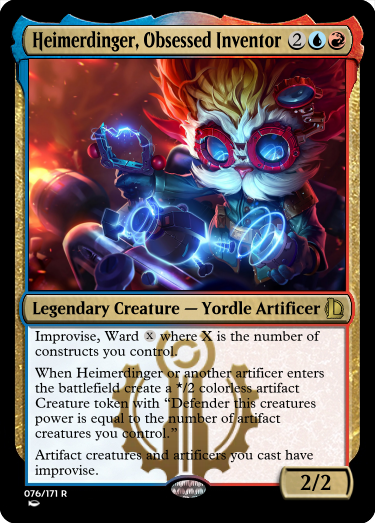 Heimerdinger, Obsessed Inventor 2
Legendary Creature — Yordle Artificer
Improvise, Ward X where X is the number of
constructs you control.
When Heimerdinger or another artificer enters
the battlefield create a */2 colorless artifact
Creature token with “Defender this creatures
power is equal to the number of artifact
creatures you control.”
Artifact creatures and artificers you cast have
improvise.
2/2
076/171 R